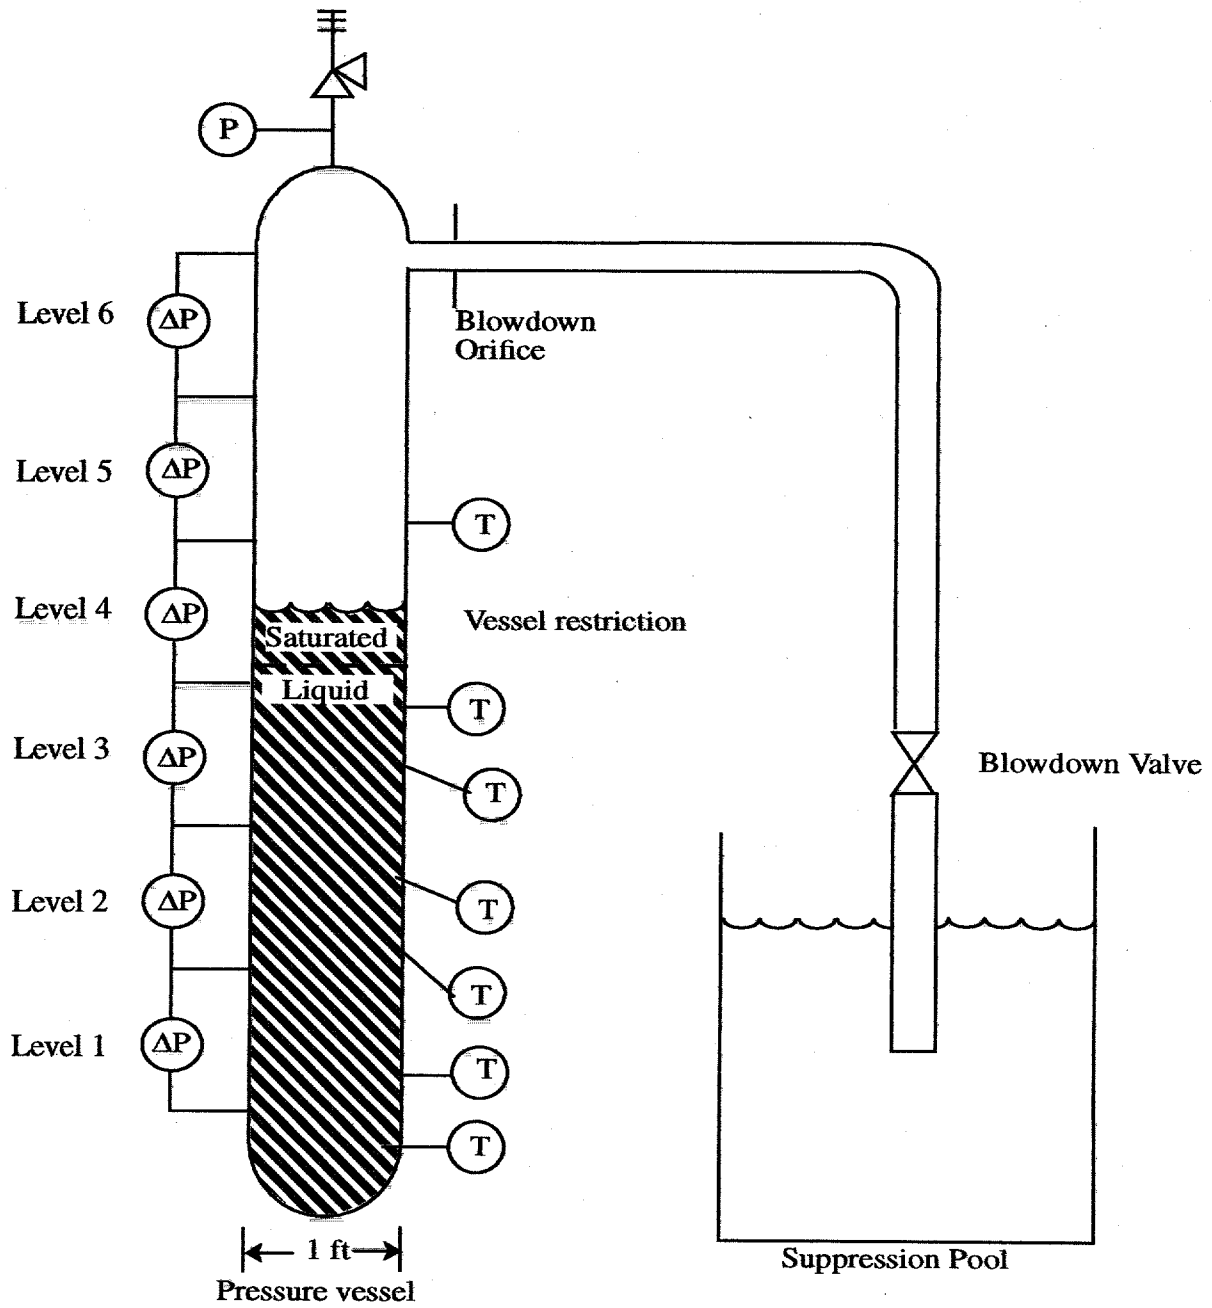 P
Level 6
ΔP
Blowdown
Orifice
Level 5
ΔP
T
Level 4
ΔP
Saturated
Vessel restriction
Liquid
T
Level 3
ΔP
T
Blowdown Valve
Level 2
ΔP
T
T
Level 1
ΔP
T
T
1 ft
Pressure vessel
Suppression Pool